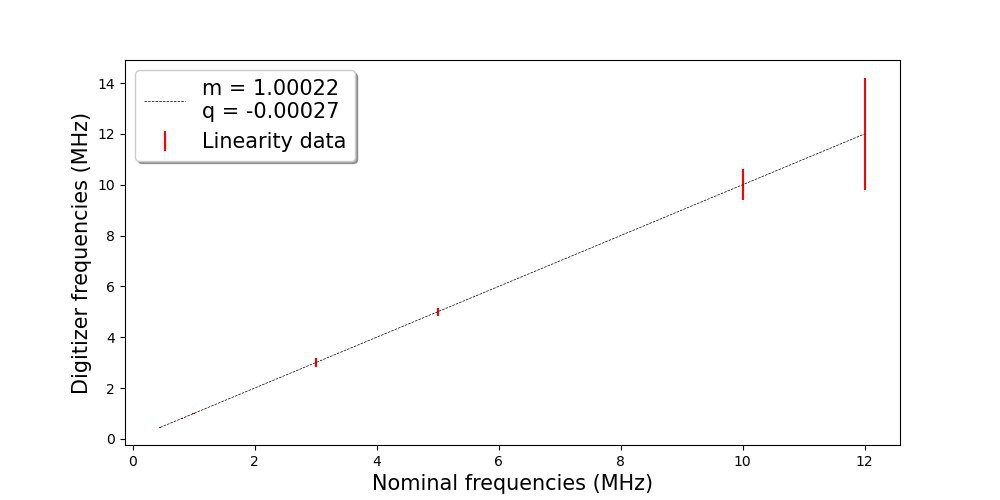 m = 1.00022
q = -0.00027
Linearity data
Digitizer frequencies (MHz)
14
12
10
8
6
4
2
0
0 2 4 6 8 10 12
Nominal frequencies (MHz)